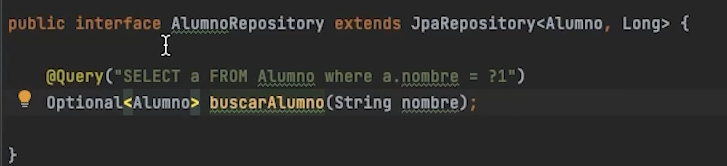 public interface AlumnoRepository extends JpaRepository<Alumno, Long> {
@Query("SELECT a FROM Alumno where a.nombre = ?1")
Optional<Alumno> buscarAlumno(String nombre);
}